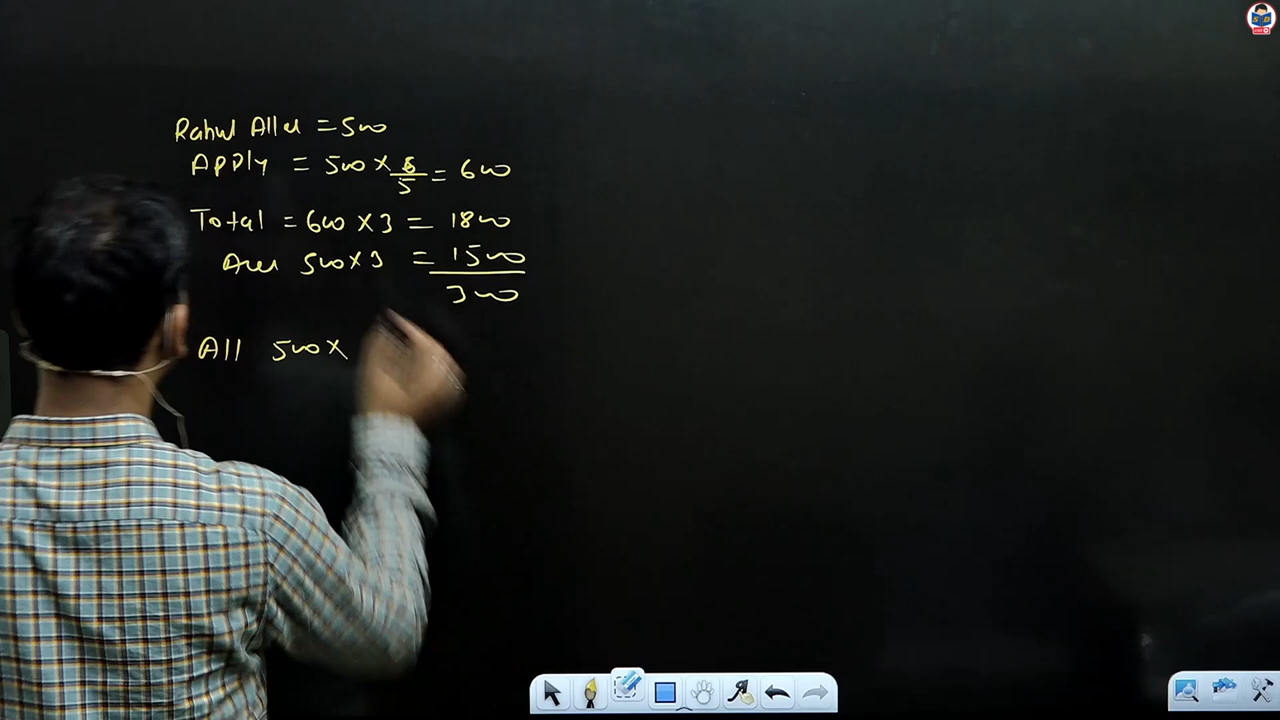 Rahul Allu = 500
Apply = 500 × 6/5 = 600
Total = 600 × 3 = 1800
500 × 3 = 1500
300
All 500 ×